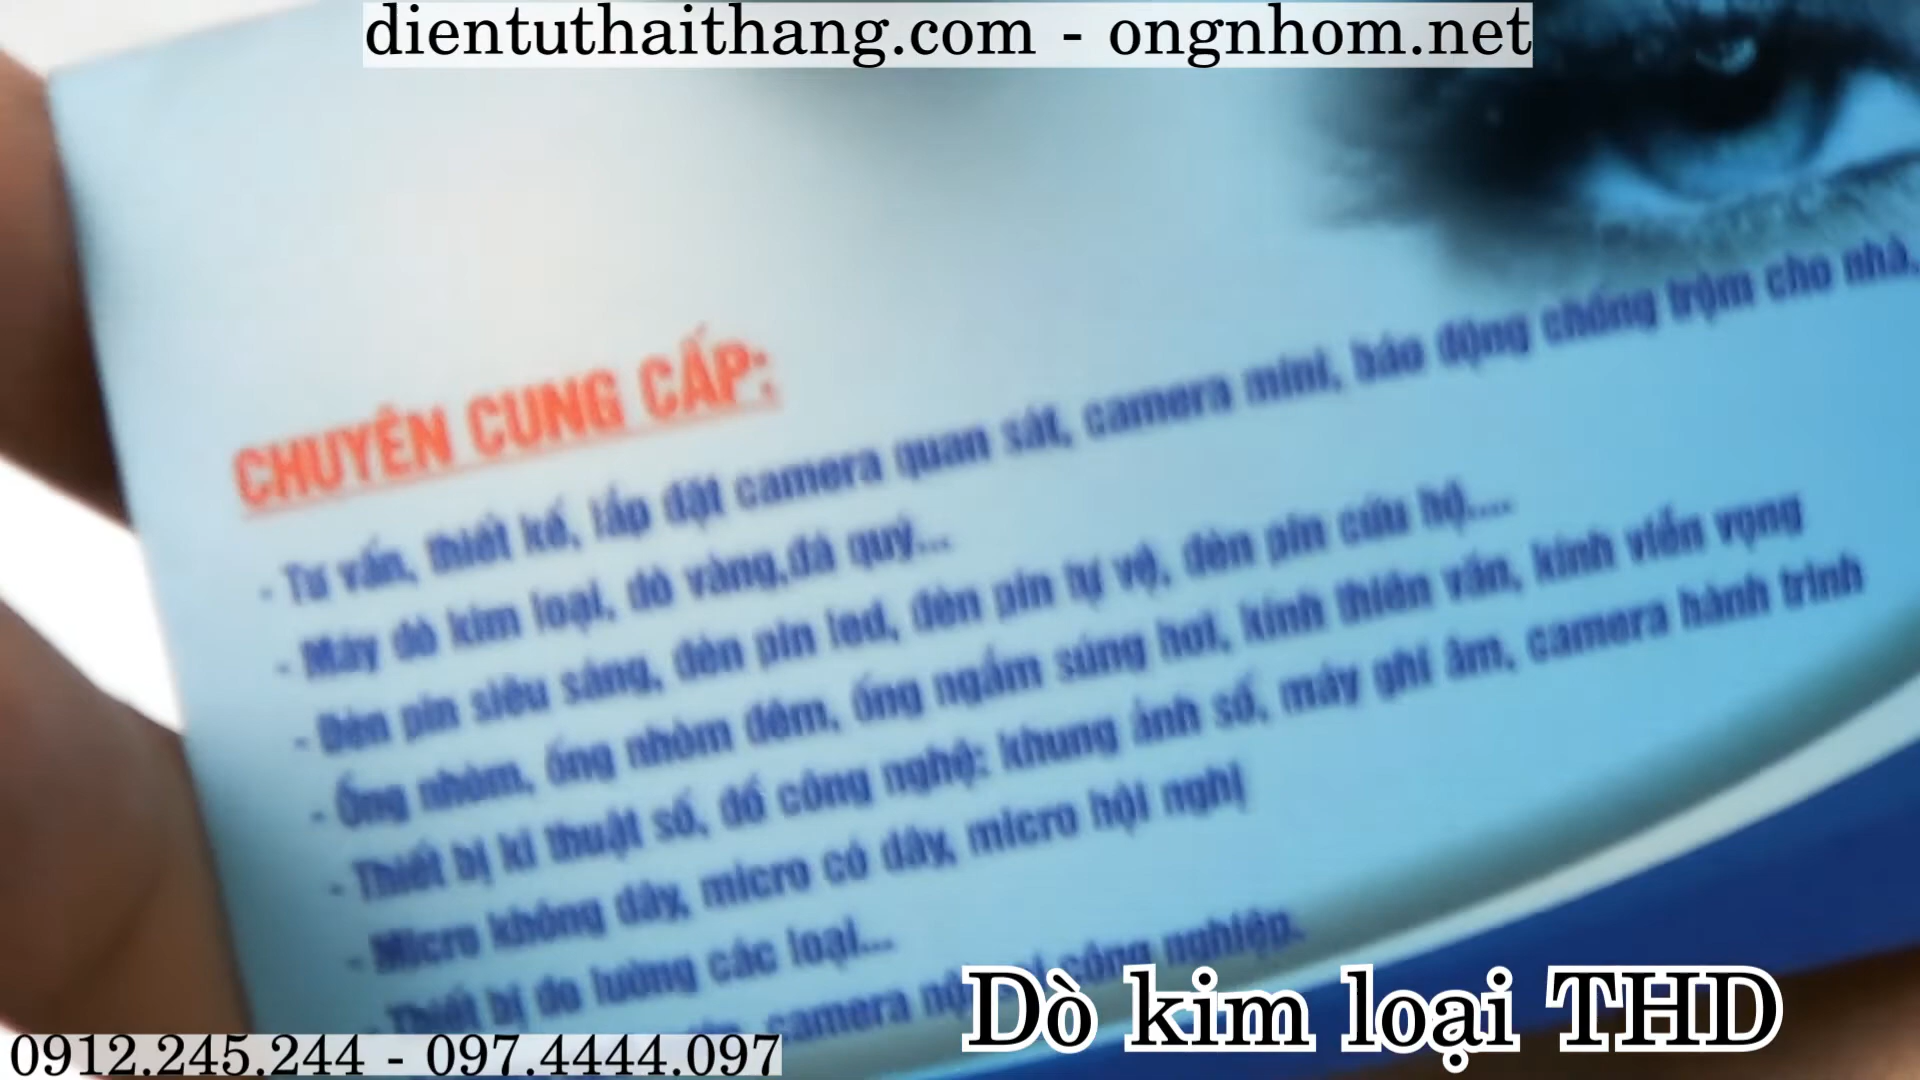 dientuthaithang.com - ongnhom.net
CHUYÊN CUNG CẤP:
- Tư vấn, thiết kế, lắp đặt camera quan sát, camera mini, báo động chống trộm cho nhà,
- Máy dò kim loại, dò vàng,đá quý...
- Đèn pin siêu sáng, đèn pin led, đèn pin tự vệ, đèn pin cứu hộ....
- Ống nhòm, ống nhòm đêm, ống ngắm súng hơi, kính thiên văn, kính viễn vọng
- Thiết bị kĩ thuật số, đồ công nghệ: khung ảnh số, máy ghi âm, camera hành trình
- Micro không dây, micro có dây, micro hội nghị
- Thiết bị đo lường các loại...
camera nội soi công nghiệp.
Dò kim loại THD
0912.245.244 - 097.4444.097